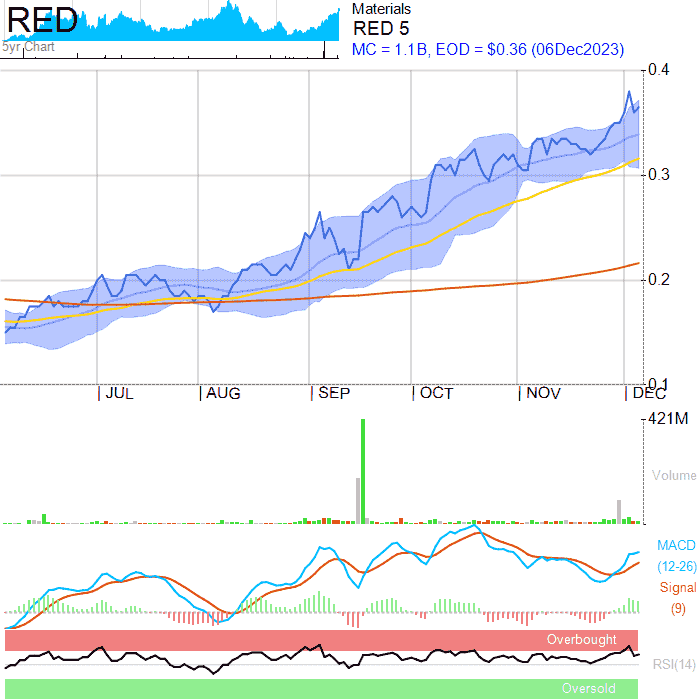 RED
5yr Chart
Materials
RED 5
MC = 1.1B, EOD = $0.36 (06Dec2023)
0.4
0.3
0.2
0.1
JUL
AUG
SEP
OCT
NOV
DEC
421M
Volume
MACD
(12-26)
Signal
(9)
Overbought
RSI(14)
Oversold